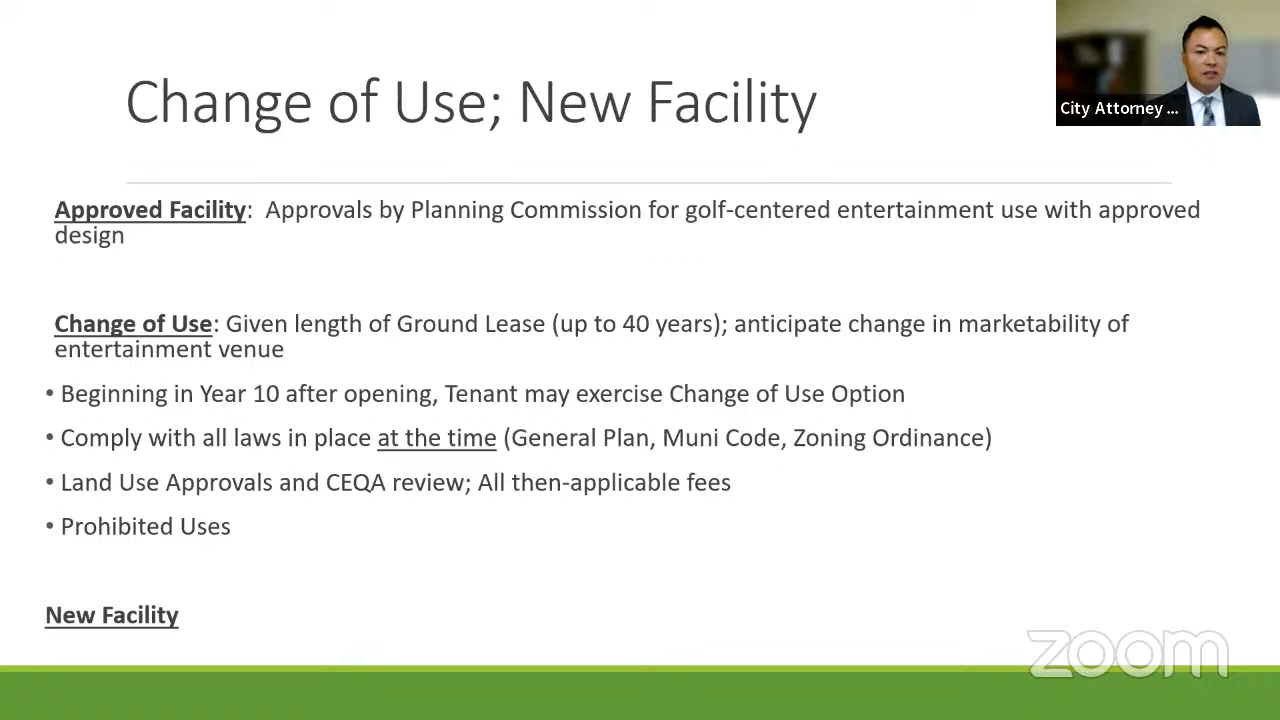 Change of Use; New Facility
City Attorney ...
Approved Facility:  Approvals by Planning Commission for golf-centered entertainment use with approved
design
Change of Use: Given length of Ground Lease (up to 40 years); anticipate change in marketability of
entertainment venue
• Beginning in Year 10 after opening, Tenant may exercise Change of Use Option
• Comply with all laws in place at the time (General Plan, Muni Code, Zoning Ordinance)
• Land Use Approvals and CEQA review; All then-applicable fees
• Prohibited Uses
New Facility
zoom